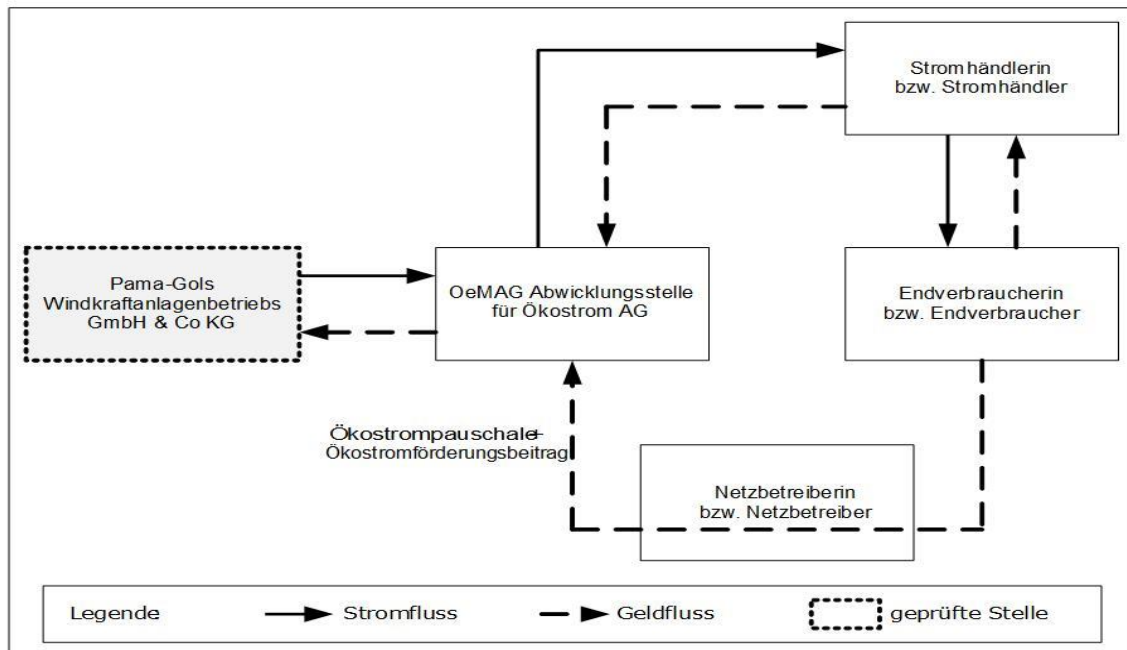 Stromhändlerin
bzw. Stromhändler
Pama-Gols
Windkraftanlagenbetriebs
GmbH & Co KG
OeMAG Abwicklungsstelle
für Ökostrom AG
Endverbraucherin
bzw. Endverbraucher
Ökostrompauschale+
Ökostromförderungsbeitrag
Netzbetreiberin
bzw. Netzbetreiber
Legende
Stromfluss
Geldfluss
geprüfte Stelle